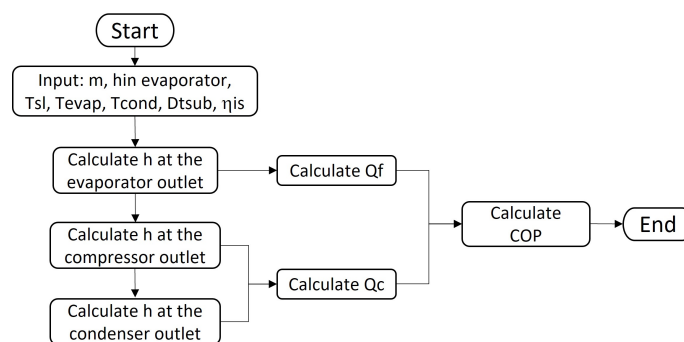 Start
Input: m, hin evaporator,
Tsl, Tevap, Tcond, Dtsub, ηis
Calculate h at the
evaporator outlet
Calculate Qf
Calculate h at the
compressor outlet
Calculate
COP
End
Calculate Qc
Calculate h at the
condenser outlet